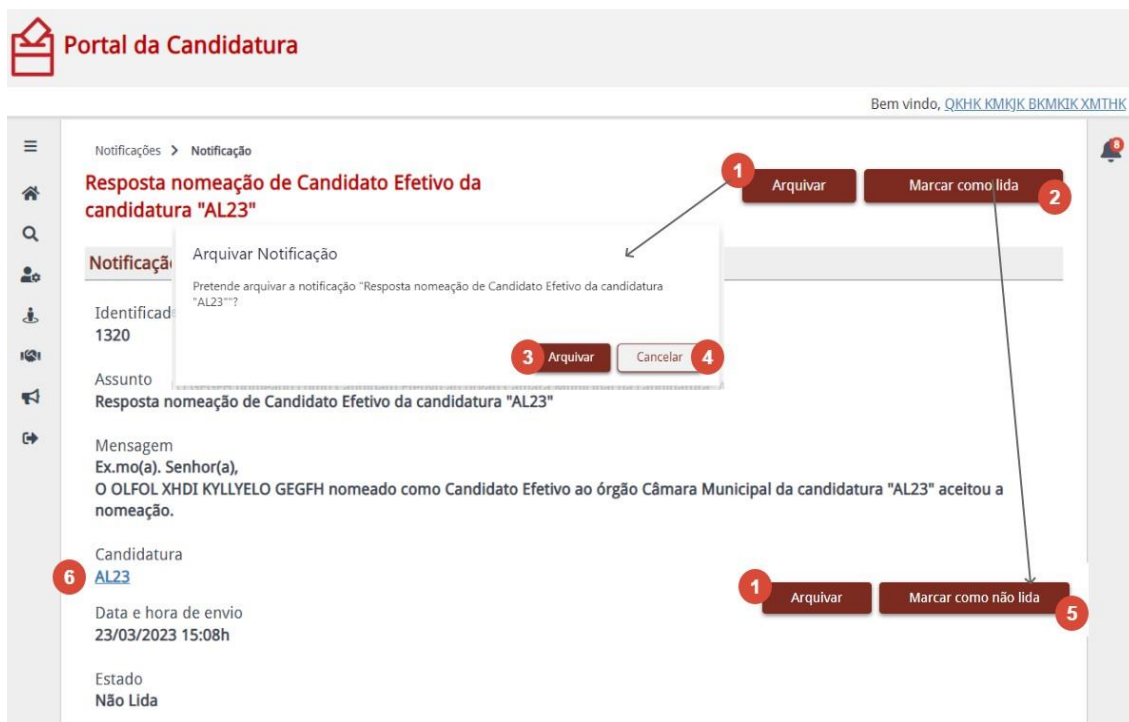 Portal da Candidatura
Bem vindo, QKHK KMKJK BKMKIK XMTHK
8
Notificações > Notificação
Resposta nomeação de Candidato Efetivo da
candidatura "AL23"
1
Arquivar
Marcar como lida
2
Notificaçã
Arquivar Notificação
Pretende arquivar a notificação "Resposta nomeação de Candidato Efetivo da candidatura
"AL23""?
3
Arquivar
Cancelar
4
Identificad
1320
Assunto
Resposta nomeação de Candidato Efetivo da candidatura "AL23"
Mensagem
Ex.mo(a). Senhor(a),
O OLFOL XHDI KYLLYELO GEGFH nomeado como Candidato Efetivo ao órgão Câmara Municipal da candidatura "AL23" aceitou a
nomeação.
Candidatura
6
AL23
1
Arquivar
Marcar como não lida
5
Data e hora de envio
23/03/2023 15:08h
Estado
Não Lida